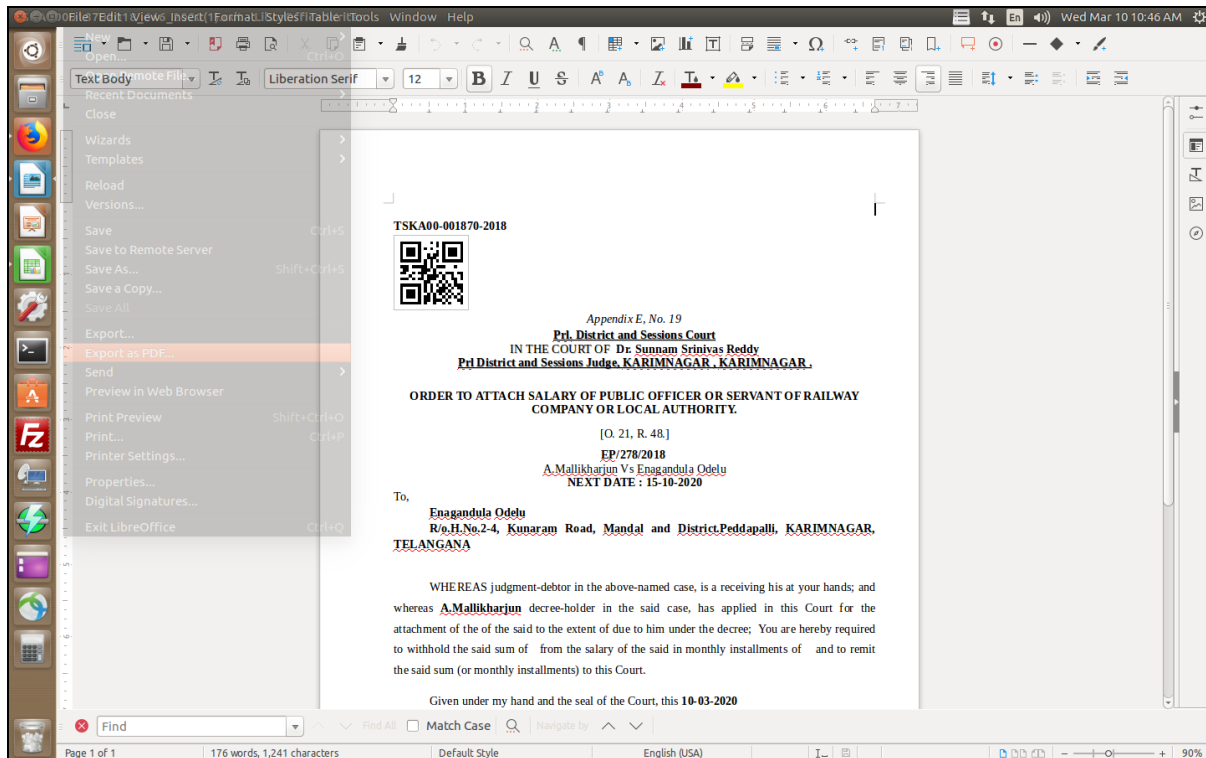 File Edit View Insert Format Styles Table Tools Window Help
En Wed Mar 10 10:46 AM
New
Open... Ctrl+O
Recent Documents
Close
Wizards
Templates
Reload
Versions...
Save Ctrl+S
Save to Remote Server
Save As... Shift+Ctrl+S
Save a Copy...
Save All
Export...
Export as PDF...
Send
Preview in Web Browser
Print Preview Shift+Ctrl+O
Print... Ctrl+P
Printer Settings...
Properties...
Digital Signatures...
Exit LibreOffice Ctrl+Q
Text Body Liberation Serif 12
TSKA00-001870-2018
Appendix E, No. 19
Prl. District and Sessions Court
IN THE COURT OF Dr. Sunnam Srinivas Reddy
Prl District and Sessions Judge, KARIMNAGAR , KARIMNAGAR .
ORDER TO ATTACH SALARY OF PUBLIC OFFICER OR SERVANT OF RAILWAY
COMPANY OR LOCAL AUTHORITY.
[O. 21, R. 48.]
EP/278/2018
A.Mallikharjun Vs Enagandula Odelu
NEXT DATE : 15-10-2020
To,
Enagandula Odelu
R/o.H.No.2-4, Kunaram Road, Mandal and District.Peddapalli, KARIMNAGAR,
TELANGANA
WHEREAS judgment-debtor in the above-named case, is a receiving his at your hands; and
whereas A.Mallikharjun decree-holder in the said case, has applied in this Court for the
attachment of the of the said to the extent of due to him under the decree; You are hereby required
to withhold the said sum of from the salary of the said in monthly installments of and to remit
the said sum (or monthly installments) to this Court.
Given under my hand and the seal of the Court, this 10-03-2020
Find Find All Match Case Navigate by
Page 1 of 1 176 words, 1,241 characters Default Style English (USA) 90%